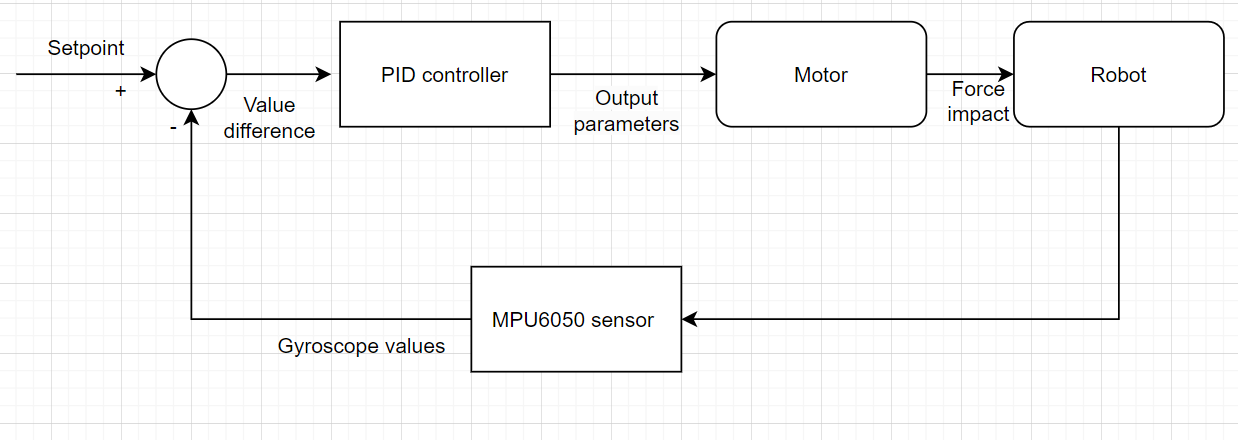 Setpoint
+
-
Value
difference
PID controller
Output
parameters
Motor
Force
impact
Robot
MPU6050 sensor
Gyroscope values